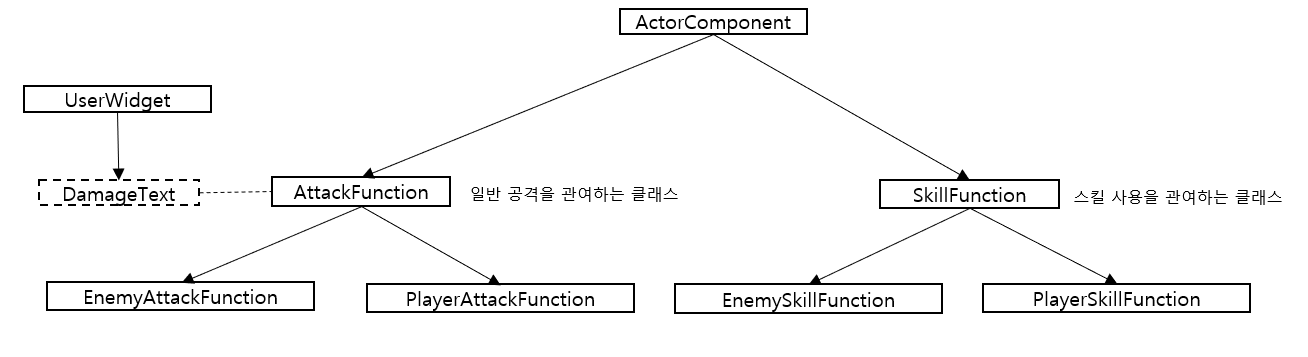 ActorComponent
UserWidget
DamageText
AttackFunction
일반 공격을 관여하는 클래스
SkillFunction
스킬 사용을 관여하는 클래스
EnemyAttackFunction
PlayerAttackFunction
EnemySkillFunction
PlayerSkillFunction